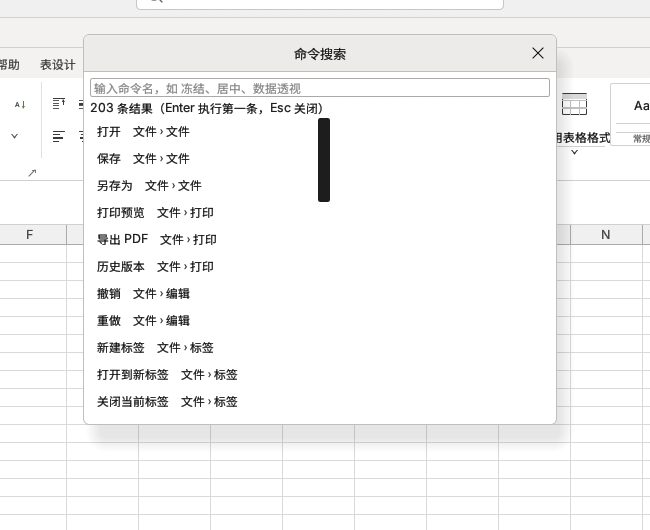 命令搜索
帮助 表设计
输入命令名，如 冻结、居中、数据透视
203 条结果（Enter 执行第一条，Esc 关闭）
打开 文件 › 文件
保存 文件 › 文件
另存为 文件 › 文件
打印预览 文件 › 打印
导出 PDF 文件 › 打印
历史版本 文件 › 打印
撤销 文件 › 编辑
重做 文件 › 编辑
新建标签 文件 › 标签
打开到新标签 文件 › 标签
关闭当前标签 文件 › 标签
A
Aa
用表格格式
常规
F
N